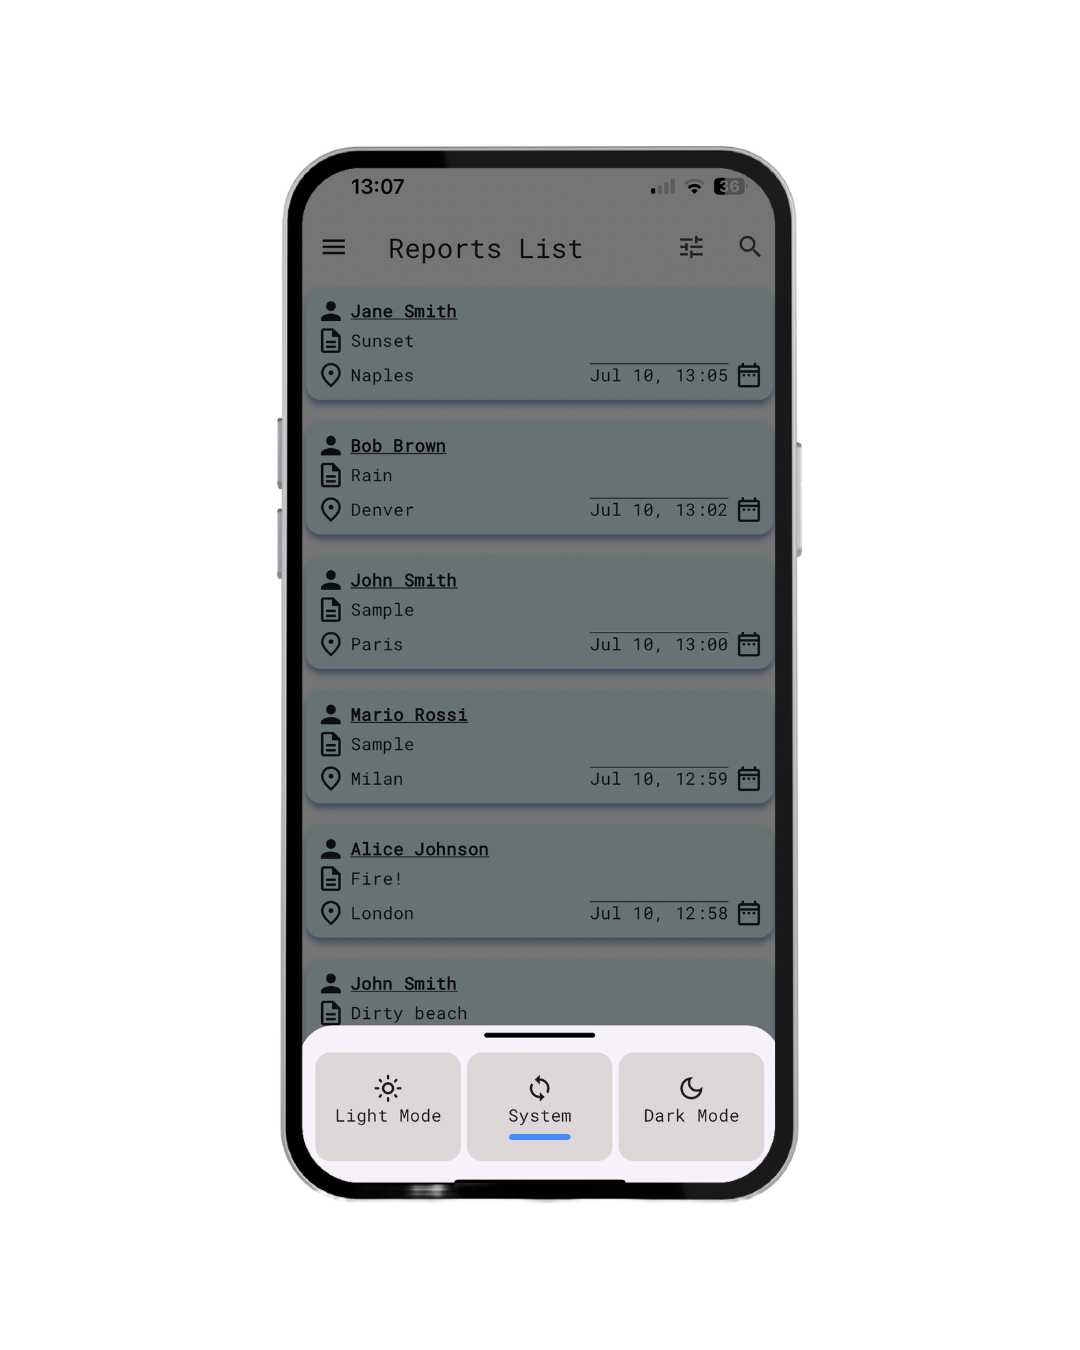 13:07
36
Reports List
Jane Smith
Sunset
Naples
Jul 10, 13:05
Bob Brown
Rain
Denver
Jul 10, 13:02
John Smith
Sample
Paris
Jul 10, 13:00
Mario Rossi
Sample
Milan
Jul 10, 12:59
Alice Johnson
Fire!
London
Jul 10, 12:58
John Smith
Dirty beach
Light Mode
System
Dark Mode